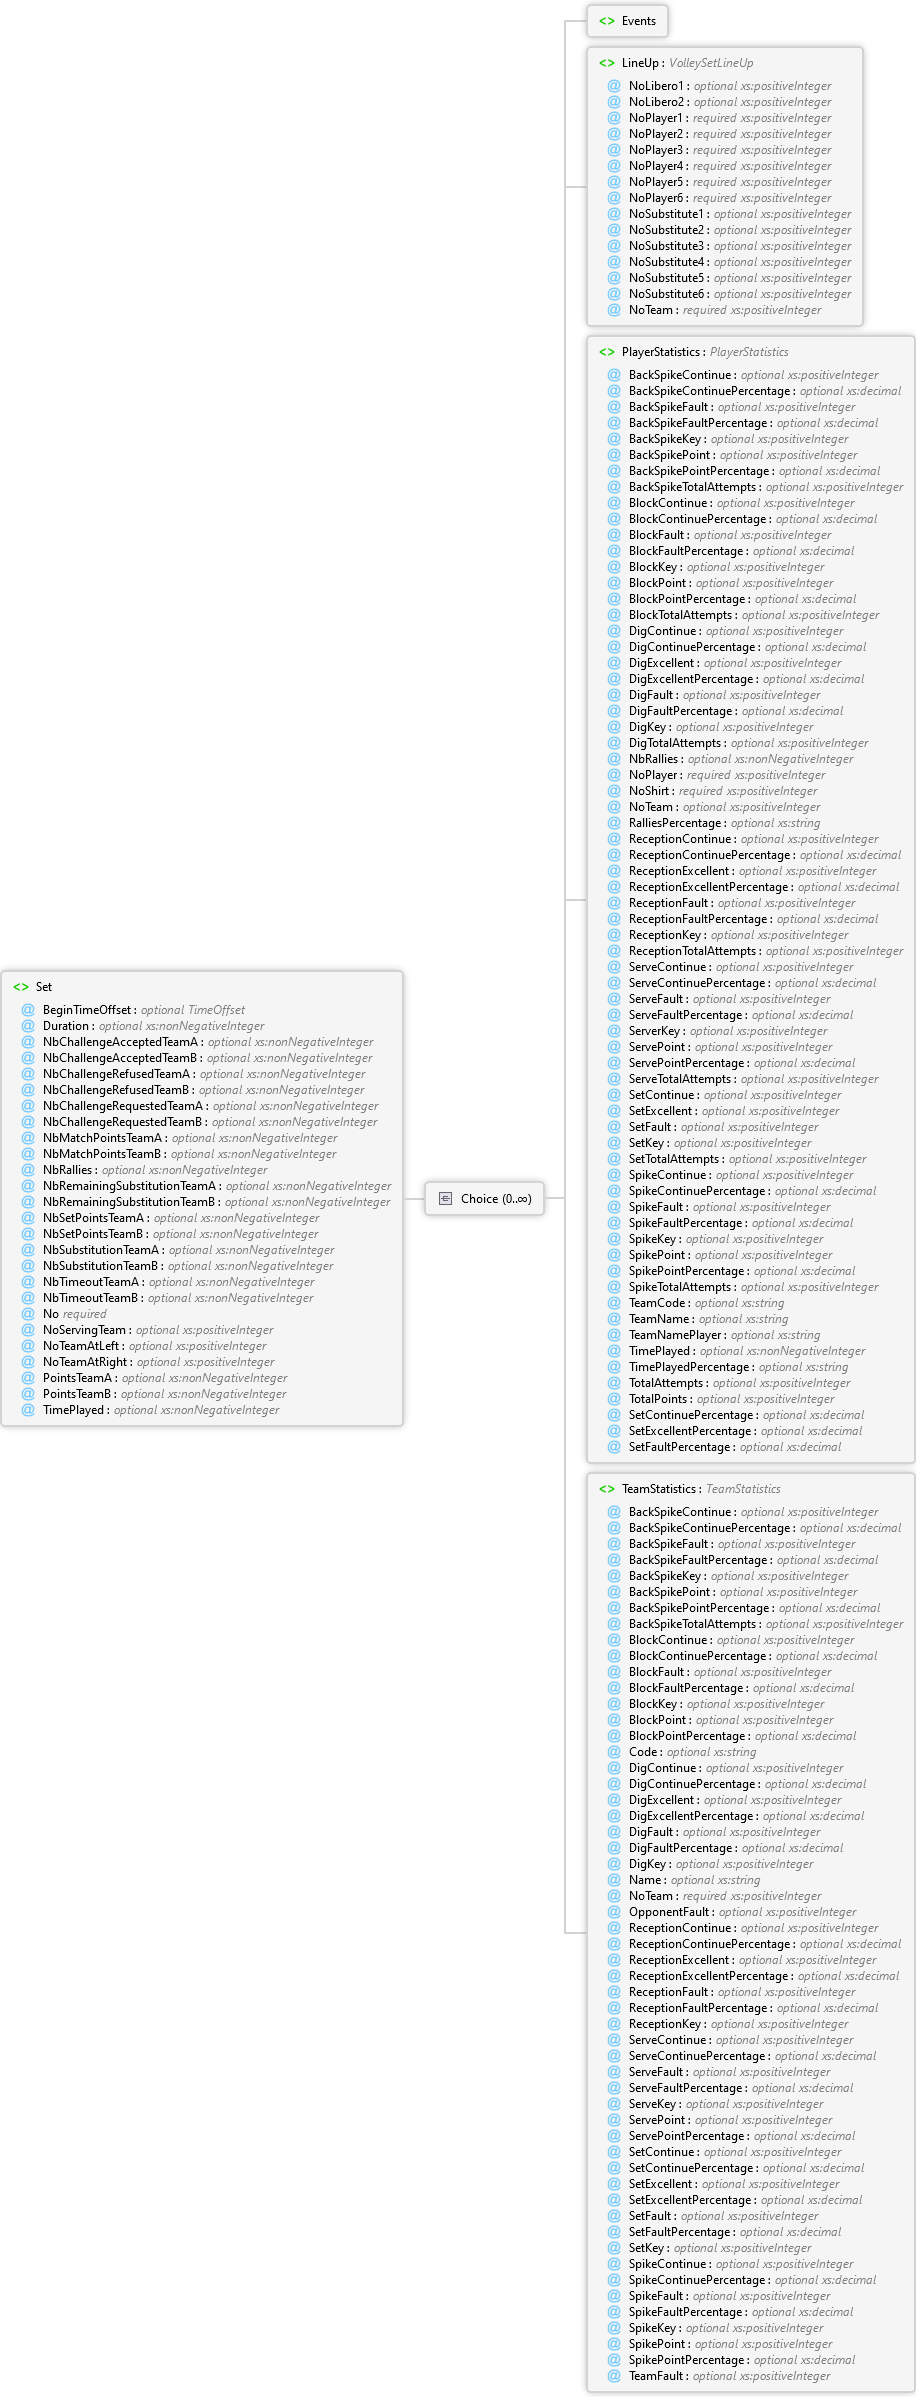 Events
LineUp : VolleySetLineUp
@ NoLibero1 : optional xs:positiveInteger
@ NoLibero2 : optional xs:positiveInteger
@ NoPlayer1 : required xs:positiveInteger
@ NoPlayer2 : required xs:positiveInteger
@ NoPlayer3 : required xs:positiveInteger
@ NoPlayer4 : required xs:positiveInteger
@ NoPlayer5 : required xs:positiveInteger
@ NoPlayer6 : required xs:positiveInteger
@ NoSubstitute1 : optional xs:positiveInteger
@ NoSubstitute2 : optional xs:positiveInteger
@ NoSubstitute3 : optional xs:positiveInteger
@ NoSubstitute4 : optional xs:positiveInteger
@ NoSubstitute5 : optional xs:positiveInteger
@ NoSubstitute6 : optional xs:positiveInteger
@ NoTeam : required xs:positiveInteger
PlayerStatistics : PlayerStatistics
@ BackSpikeContinue : optional xs:positiveInteger
@ BackSpikeContinuePercentage : optional xs:decimal
@ BackSpikeFault : optional xs:positiveInteger
@ BackSpikeFaultPercentage : optional xs:decimal
@ BackSpikeKey : optional xs:positiveInteger
@ BackSpikePoint : optional xs:positiveInteger
@ BackSpikePointPercentage : optional xs:decimal
@ BackSpikeTotalAttempts : optional xs:positiveInteger
@ BlockContinue : optional xs:positiveInteger
@ BlockContinuePercentage : optional xs:decimal
@ BlockFault : optional xs:positiveInteger
@ BlockFaultPercentage : optional xs:decimal
@ BlockKey : optional xs:positiveInteger
@ BlockPoint : optional xs:positiveInteger
@ BlockPointPercentage : optional xs:decimal
@ BlockTotalAttempts : optional xs:positiveInteger
@ DigContinue : optional xs:positiveInteger
@ DigContinuePercentage : optional xs:decimal
@ DigExcellent : optional xs:positiveInteger
@ DigExcellentPercentage : optional xs:decimal
@ DigFault : optional xs:positiveInteger
@ DigFaultPercentage : optional xs:decimal
@ DigKey : optional xs:positiveInteger
@ DigTotalAttempts : optional xs:positiveInteger
@ NbRallies : optional xs:nonNegativeInteger
@ NoPlayer : required xs:positiveInteger
@ NoShirt : required xs:positiveInteger
@ NoTeam : optional xs:positiveInteger
@ RalliesPercentage : optional xs:string
@ ReceptionContinue : optional xs:positiveInteger
@ ReceptionContinuePercentage : optional xs:decimal
@ ReceptionExcellent : optional xs:positiveInteger
@ ReceptionExcellentPercentage : optional xs:decimal
@ ReceptionFault : optional xs:positiveInteger
@ ReceptionFaultPercentage : optional xs:decimal
@ ReceptionKey : optional xs:positiveInteger
@ ReceptionTotalAttempts : optional xs:positiveInteger
@ ServeContinue : optional xs:positiveInteger
@ ServeContinuePercentage : optional xs:decimal
@ ServeFault : optional xs:positiveInteger
@ ServeFaultPercentage : optional xs:decimal
@ ServerKey : optional xs:positiveInteger
@ ServePoint : optional xs:positiveInteger
@ ServePointPercentage : optional xs:decimal
@ ServeTotalAttempts : optional xs:positiveInteger
@ SetContinue : optional xs:positiveInteger
@ SetExcellent : optional xs:positiveInteger
@ SetFault : optional xs:positiveInteger
@ SetKey : optional xs:positiveInteger
@ SetTotalAttempts : optional xs:positiveInteger
@ SpikeContinue : optional xs:positiveInteger
@ SpikeContinuePercentage : optional xs:decimal
@ SpikeFault : optional xs:positiveInteger
@ SpikeFaultPercentage : optional xs:decimal
@ SpikeKey : optional xs:positiveInteger
@ SpikePoint : optional xs:positiveInteger
@ SpikePointPercentage : optional xs:decimal
@ SpikeTotalAttempts : optional xs:positiveInteger
@ TeamCode : optional xs:string
@ TeamName : optional xs:string
@ TeamNamePlayer : optional xs:string
@ TimePlayed : optional xs:nonNegativeInteger
@ TimePlayedPercentage : optional xs:string
@ TotalAttempts : optional xs:positiveInteger
@ TotalPoints : optional xs:positiveInteger
@ SetContinuePercentage : optional xs:decimal
@ SetExcellentPercentage : optional xs:decimal
@ SetFaultPercentage : optional xs:decimal
Set
@ BeginTimeOffset : optional TimeOffset
@ Duration : optional xs:nonNegativeInteger
@ NbChallengeAcceptedTeamA : optional xs:nonNegativeInteger
@ NbChallengeAcceptedTeamB : optional xs:nonNegativeInteger
@ NbChallengeRefusedTeamA : optional xs:nonNegativeInteger
@ NbChallengeRefusedTeamB : optional xs:nonNegativeInteger
@ NbChallengeRequestedTeamA : optional xs:nonNegativeInteger
@ NbChallengeRequestedTeamB : optional xs:nonNegativeInteger
@ NbMatchPointsTeamA : optional xs:nonNegativeInteger
@ NbMatchPointsTeamB : optional xs:nonNegativeInteger
@ NbRallies : optional xs:nonNegativeInteger
@ NbRemainingSubstitutionTeamA : optional xs:nonNegativeInteger
@ NbRemainingSubstitutionTeamB : optional xs:nonNegativeInteger
@ NbSetPointsTeamA : optional xs:nonNegativeInteger
@ NbSetPointsTeamB : optional xs:nonNegativeInteger
@ NbSubstitutionTeamA : optional xs:nonNegativeInteger
@ NbSubstitutionTeamB : optional xs:nonNegativeInteger
@ NbTimeoutTeamA : optional xs:nonNegativeInteger
@ NbTimeoutTeamB : optional xs:nonNegativeInteger
@ No required
@ NoServingTeam : optional xs:positiveInteger
@ NoTeamAtLeft : optional xs:positiveInteger
@ NoTeamAtRight : optional xs:positiveInteger
@ PointsTeamA : optional xs:nonNegativeInteger
@ PointsTeamB : optional xs:nonNegativeInteger
@ TimePlayed : optional xs:nonNegativeInteger
Choice (0..∞)
TeamStatistics : TeamStatistics
@ BackSpikeContinue : optional xs:positiveInteger
@ BackSpikeContinuePercentage : optional xs:decimal
@ BackSpikeFault : optional xs:positiveInteger
@ BackSpikeFaultPercentage : optional xs:decimal
@ BackSpikeKey : optional xs:positiveInteger
@ BackSpikePoint : optional xs:positiveInteger
@ BackSpikePointPercentage : optional xs:decimal
@ BackSpikeTotalAttempts : optional xs:positiveInteger
@ BlockContinue : optional xs:positiveInteger
@ BlockContinuePercentage : optional xs:decimal
@ BlockFault : optional xs:positiveInteger
@ BlockFaultPercentage : optional xs:decimal
@ BlockKey : optional xs:positiveInteger
@ BlockPoint : optional xs:positiveInteger
@ BlockPointPercentage : optional xs:decimal
@ Code : optional xs:string
@ DigContinue : optional xs:positiveInteger
@ DigContinuePercentage : optional xs:decimal
@ DigExcellent : optional xs:positiveInteger
@ DigExcellentPercentage : optional xs:decimal
@ DigFault : optional xs:positiveInteger
@ DigFaultPercentage : optional xs:decimal
@ DigKey : optional xs:positiveInteger
@ Name : optional xs:string
@ NoTeam : required xs:positiveInteger
@ OpponentFault : optional xs:positiveInteger
@ ReceptionContinue : optional xs:positiveInteger
@ ReceptionContinuePercentage : optional xs:decimal
@ ReceptionExcellent : optional xs:positiveInteger
@ ReceptionExcellentPercentage : optional xs:decimal
@ ReceptionFault : optional xs:positiveInteger
@ ReceptionFaultPercentage : optional xs:decimal
@ ReceptionKey : optional xs:positiveInteger
@ ServeContinue : optional xs:positiveInteger
@ ServeContinuePercentage : optional xs:decimal
@ ServeFault : optional xs:positiveInteger
@ ServeFaultPercentage : optional xs:decimal
@ ServeKey : optional xs:positiveInteger
@ ServePoint : optional xs:positiveInteger
@ ServePointPercentage : optional xs:decimal
@ SetContinue : optional xs:positiveInteger
@ SetContinuePercentage : optional xs:decimal
@ SetExcellent : optional xs:positiveInteger
@ SetExcellentPercentage : optional xs:decimal
@ SetFault : optional xs:positiveInteger
@ SetFaultPercentage : optional xs:decimal
@ SetKey : optional xs:positiveInteger
@ SpikeContinue : optional xs:positiveInteger
@ SpikeContinuePercentage : optional xs:decimal
@ SpikeFault : optional xs:positiveInteger
@ SpikeFaultPercentage : optional xs:decimal
@ SpikeKey : optional xs:positiveInteger
@ SpikePoint : optional xs:positiveInteger
@ SpikePointPercentage : optional xs:decimal
@ TeamFault : optional xs:positiveInteger